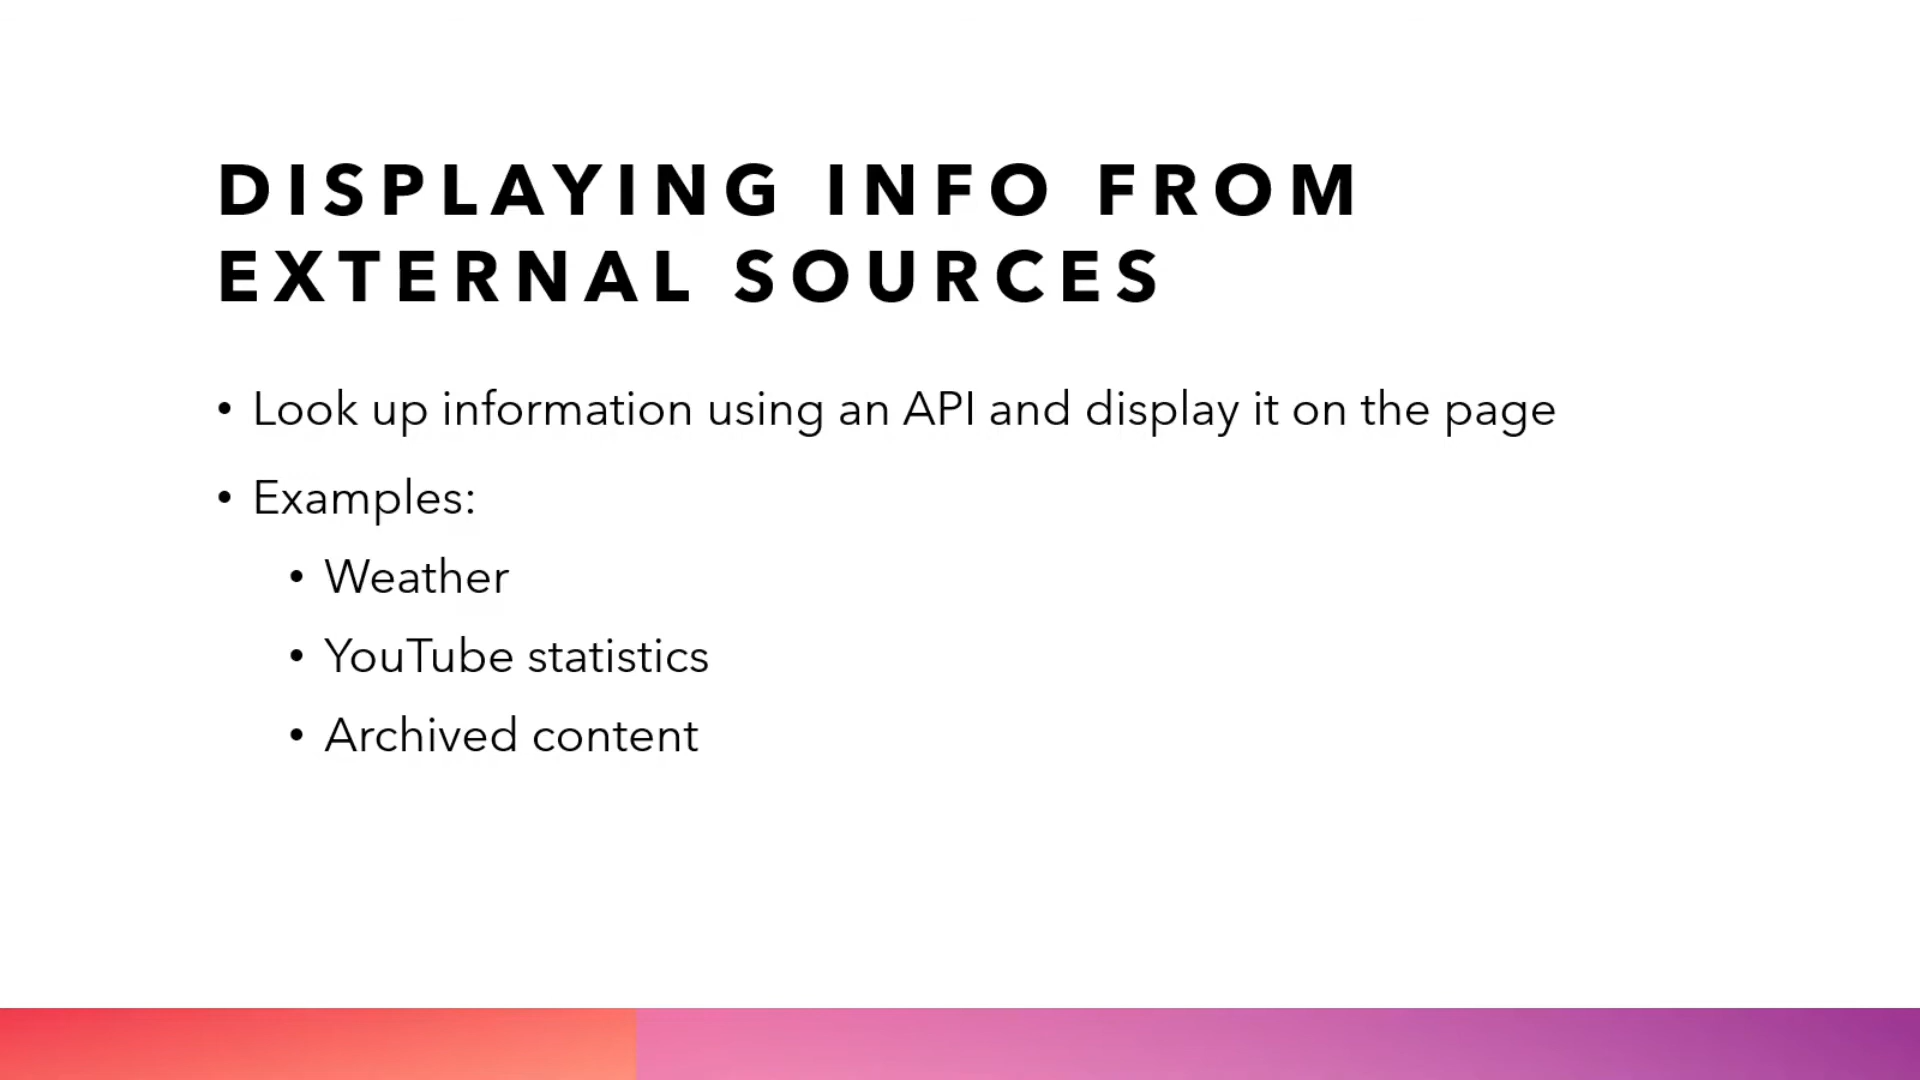 DISPLAYING INFO FROM
EXTERNAL SOURCES
• Look up information using an API and display it on the page
• Examples:
• Weather
• YouTube statistics
• Archived content